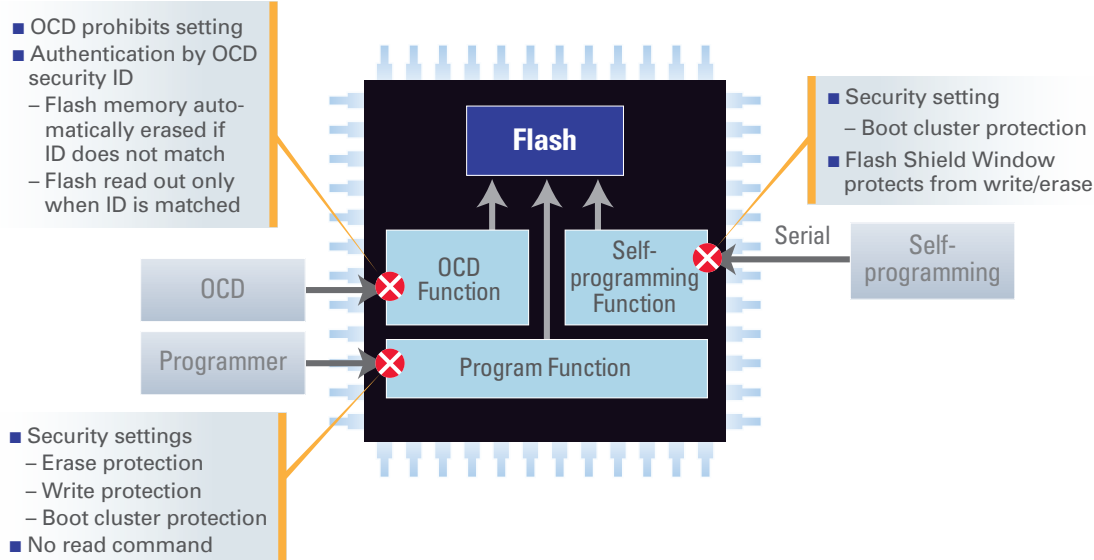 ■ OCD prohibits setting
■ Authentication by OCD
security ID
– Flash memory auto-
matically erased if
ID does not match
– Flash read out only
when ID is matched
Flash
■ Security setting
– Boot cluster protection
■ Flash Shield Window
protects from write/erase
OCD
OCD
Function
Self-
programming
Function
Serial
Self-
programming
Programmer
Program Function
■ Security settings
– Erase protection
– Write protection
– Boot cluster protection
■ No read command